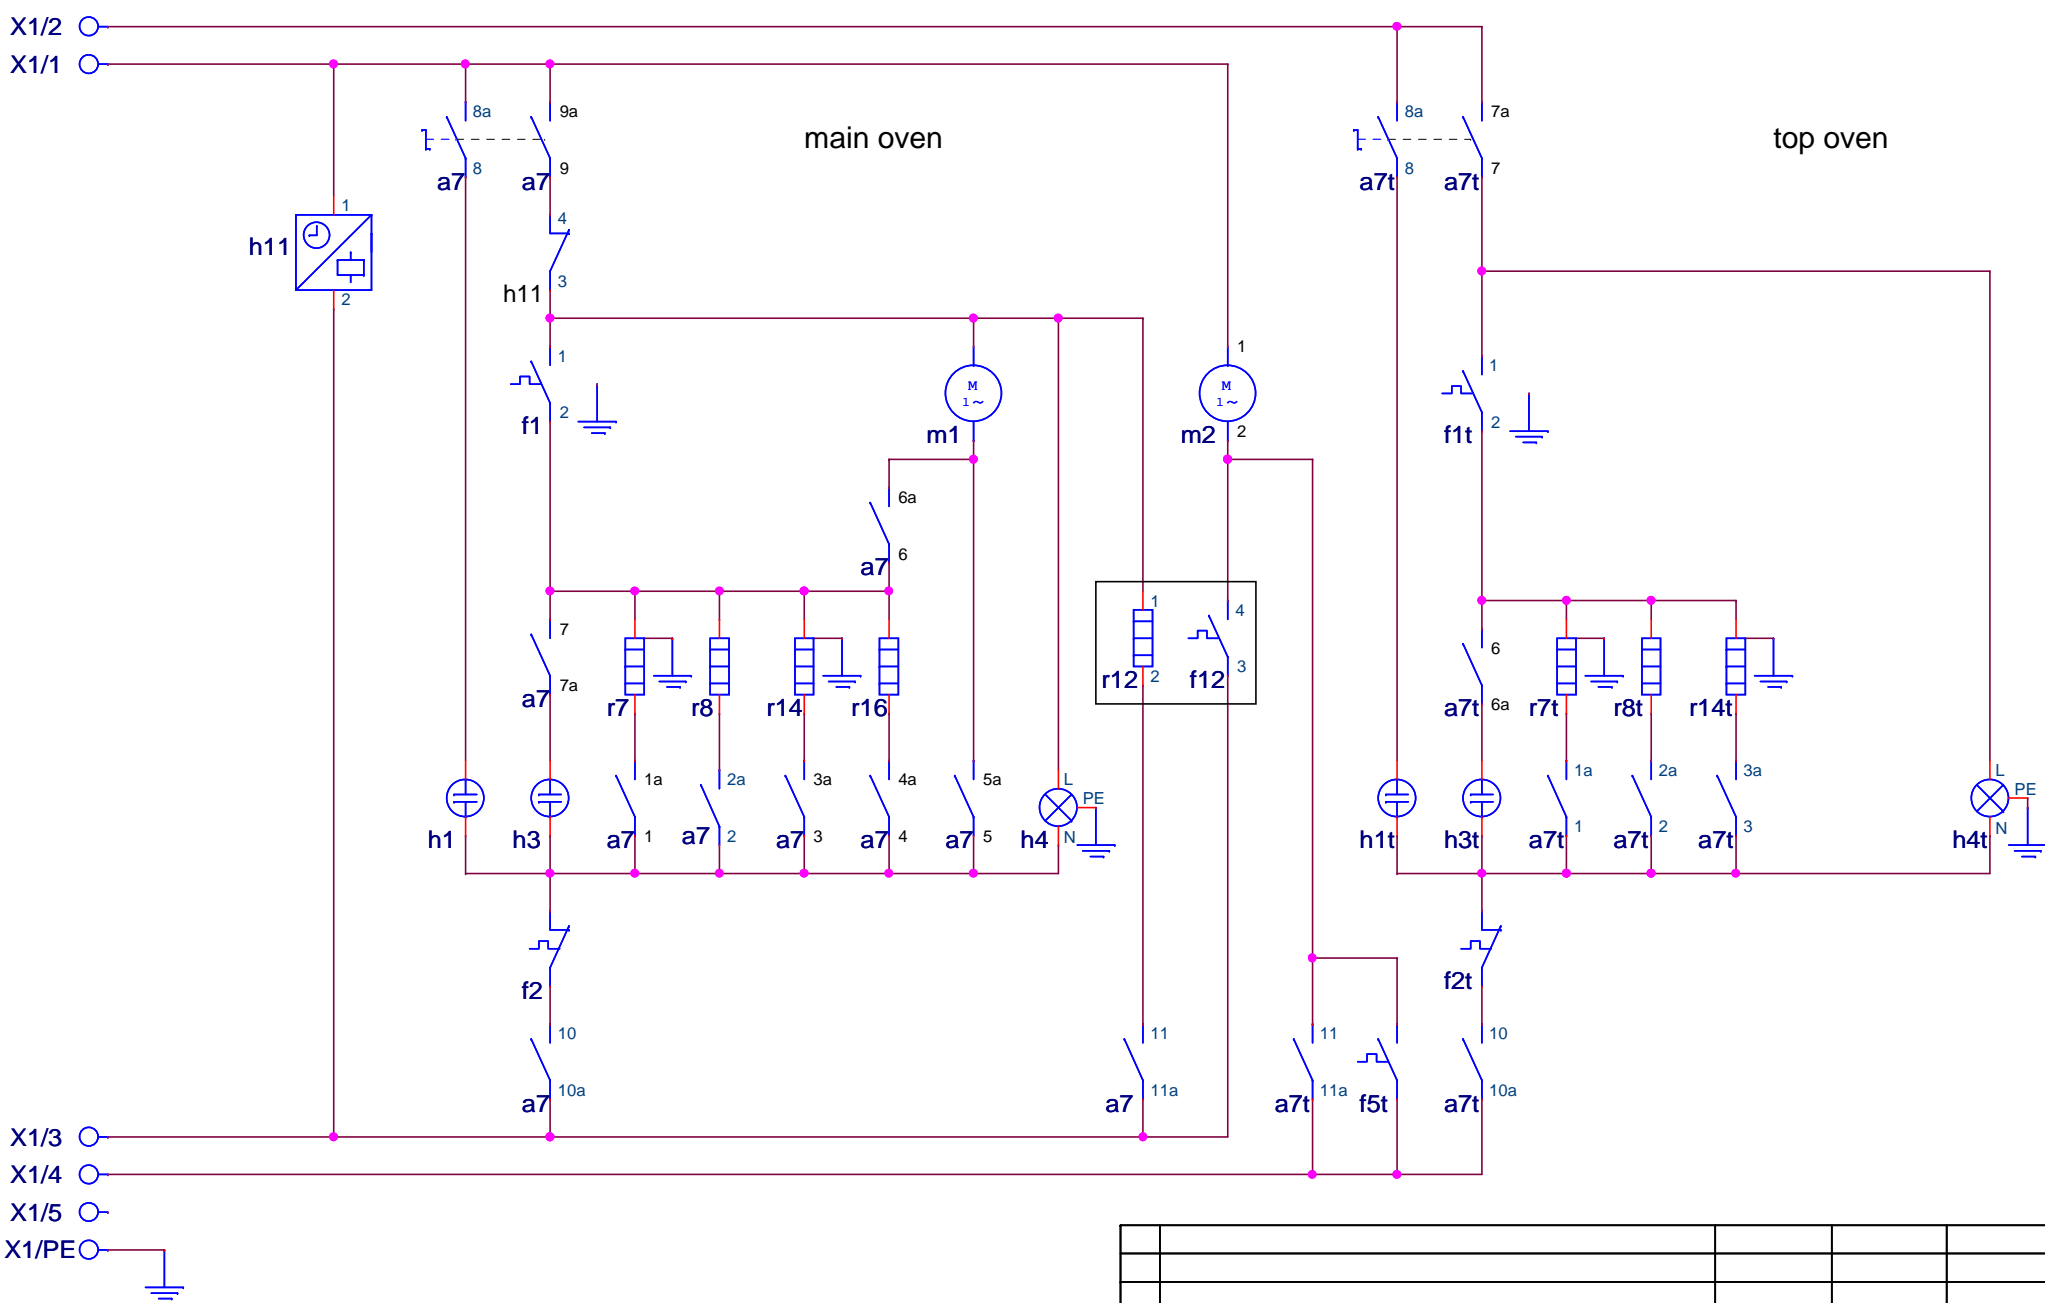 X1/2
X1/1
8a 9a 8a 7a
main oven top oven
8 9 8 7
a7 a7 a7t a7t
1
4
h11
3
2
h11
1 1 1
M
1~
M
1~
2 2 2
f1 m1 m2 f1t
6a
6
a7
1 4
7 6
7a 2 3 6a
r12 f12
a7 r7 r8 r14 r16 a7t r7t r8t r14t
1a 2a 3a 4a 5a L 1a 2a 3a L
PE PE
1 2 3 4 5 N 1 2 3 N
h1 h3 a7 a7 a7 a7 a7 h4 h1t h3t a7t a7t a7t h4t
f2 f2t
10 11 11 10
10a 11a 11a 10a
a7 a7 a7t f5t a7t
X1/3
X1/4
X1/5
X1/PE